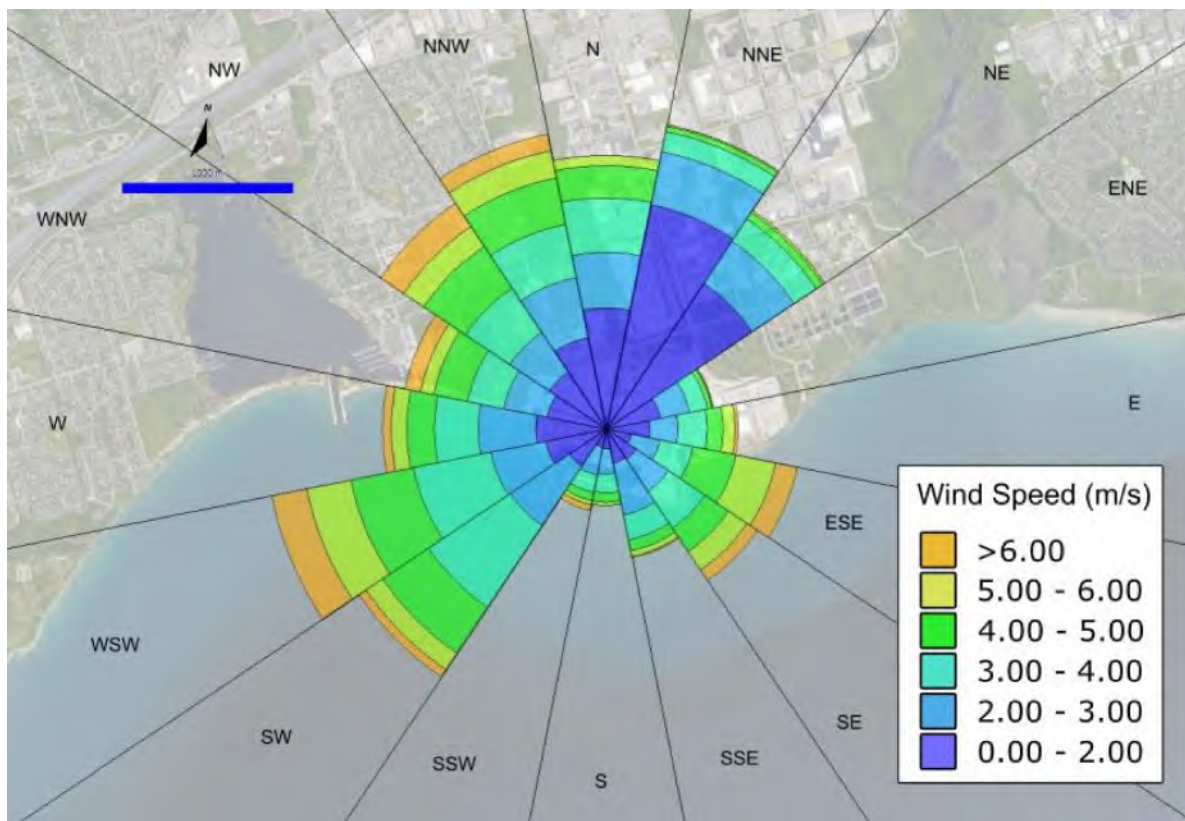 NNW
N
NNE
NW
NE
N
1000 m
ENE
WNW
E
W
Wind Speed (m/s)
>6.00
5.00 - 6.00
4.00 - 5.00
3.00 - 4.00
2.00 - 3.00
0.00 - 2.00
ESE
WSW
SE
SW
SSE
SSW
S